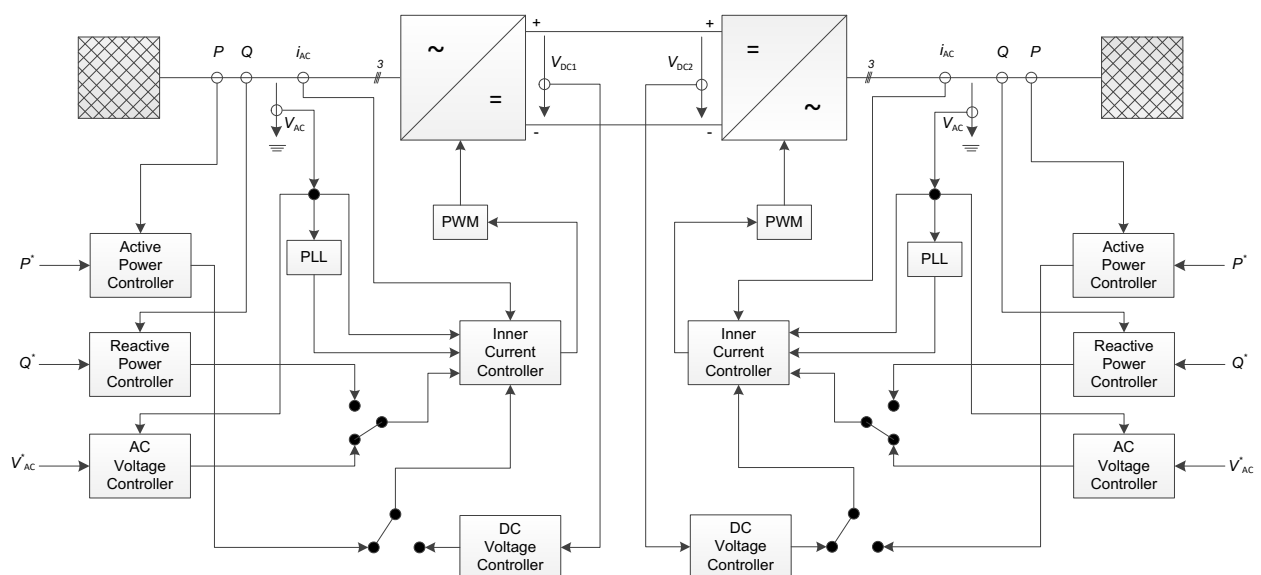 + +
P Q iAC 3 ~ = VDC1 VDC2 = ~ 3 iAC Q P
VAC - - VAC
PWM PWM
PLL PLL
P* Active
Power
Controller
Active
Power
Controller P*
Q* Reactive
Power
Controller
Inner
Current
Controller
Inner
Current
Controller
Reactive
Power
Controller Q*
V*AC AC
Voltage
Controller
AC
Voltage
Controller V*AC
DC
Voltage
Controller
DC
Voltage
Controller